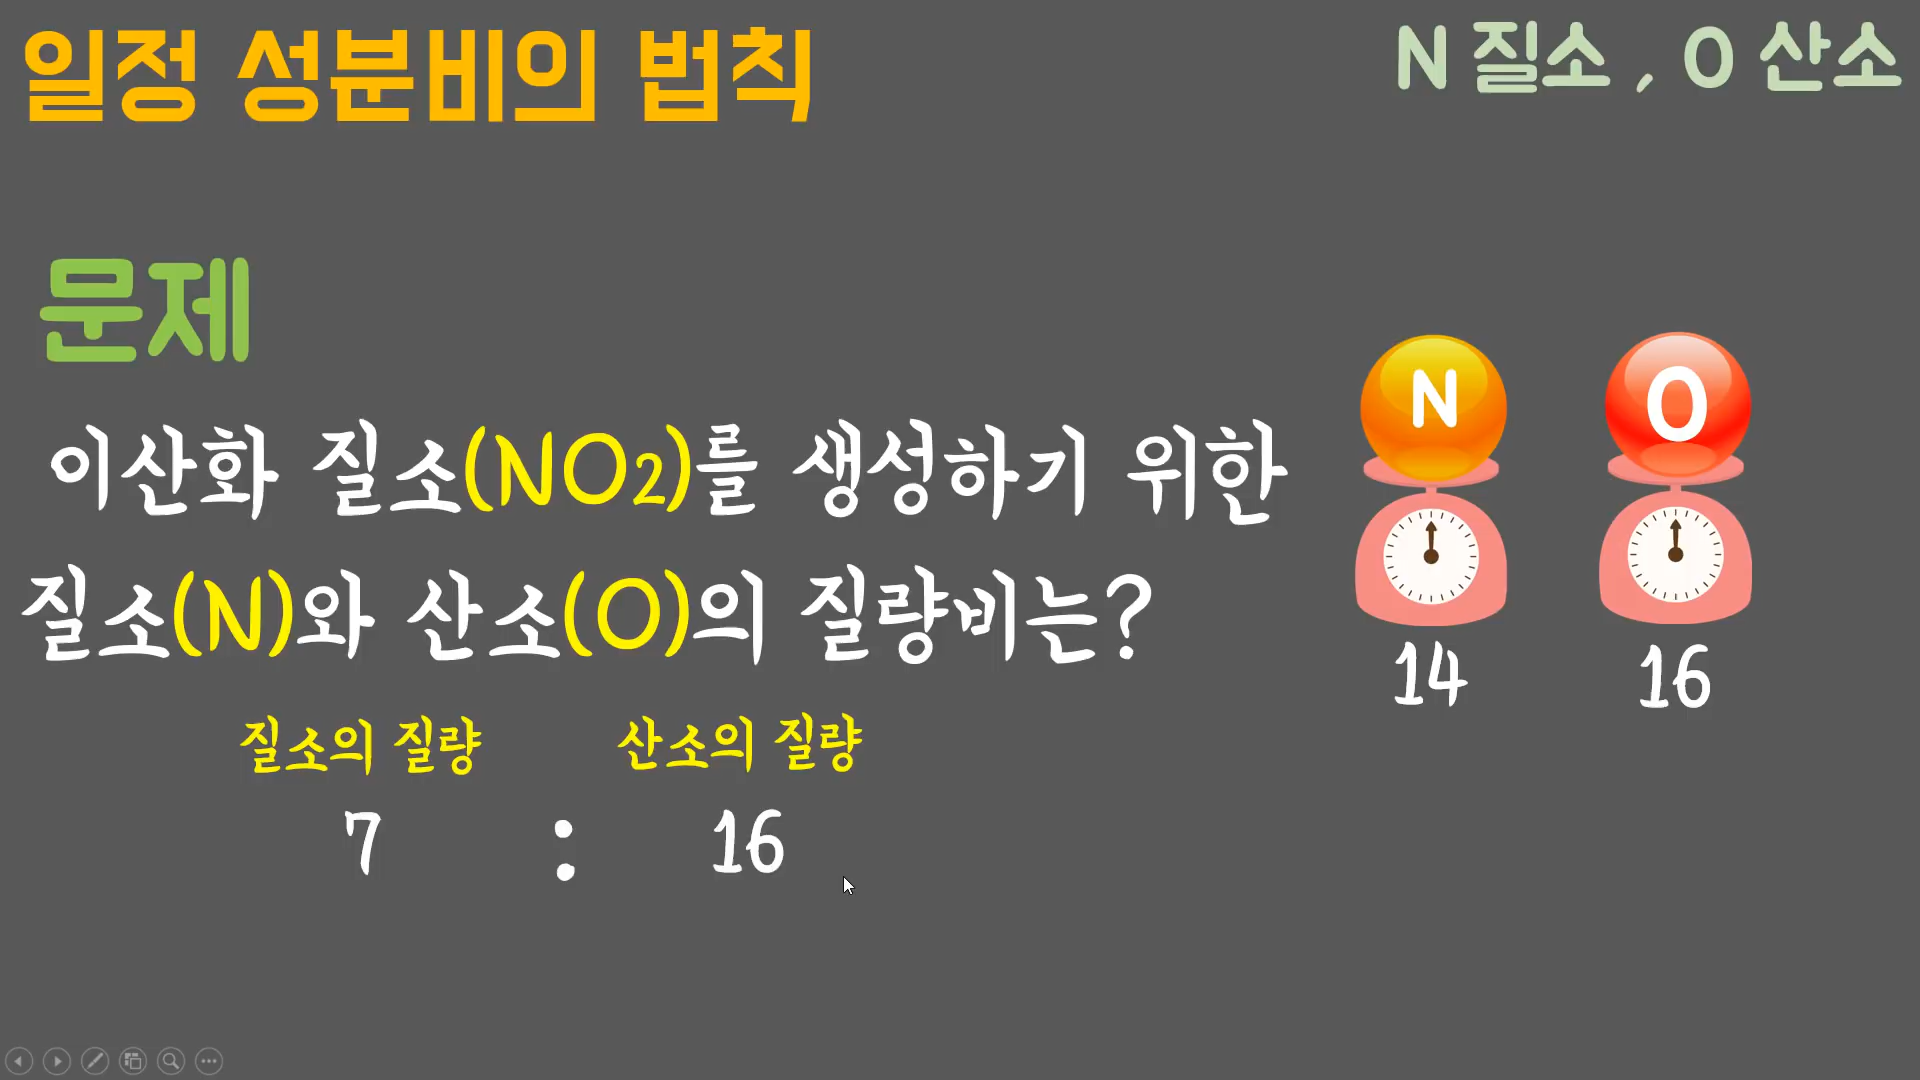 일정 성분비의 법칙
N 질소 , O 산소
문제
이산화 질소(NO₂)를 생성하기 위한
질소(N)와 산소(O)의 질량비는?
N O
14 16
질소의 질량 산소의 질량
7 : 16